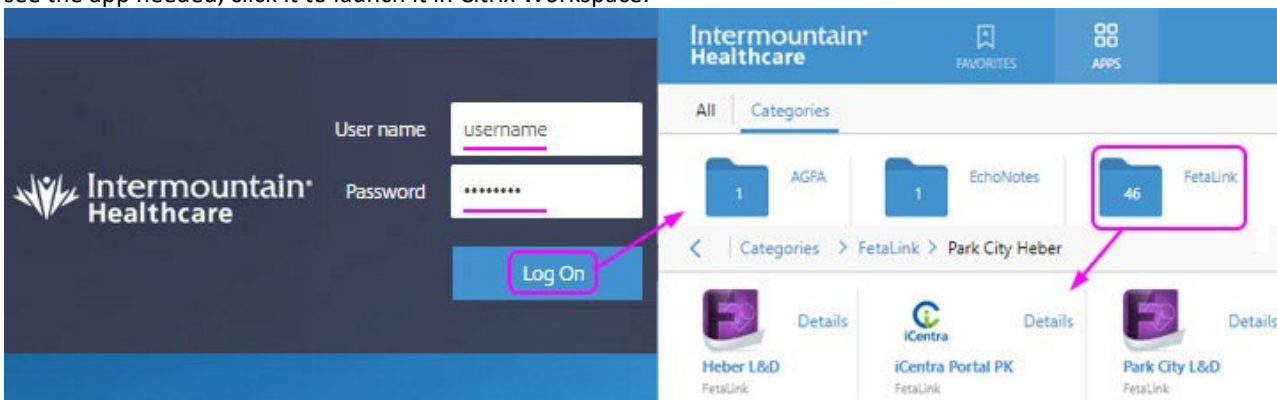 see the app needed, click it to launch it in Citrix Workspace.
User name username
Intermountain
Healthcare
Password ••••••••
Log On
Intermountain
Healthcare
FAVORITES
APPS
All Categories
1 AGFA
1 EchoNotes
46 FetaLink
< Categories > FetaLink > Park City Heber
Details
iCentra
Details
Details
Heber L&D iCentra Portal PK Park City L&D
FetaLink FetaLink FetaLink